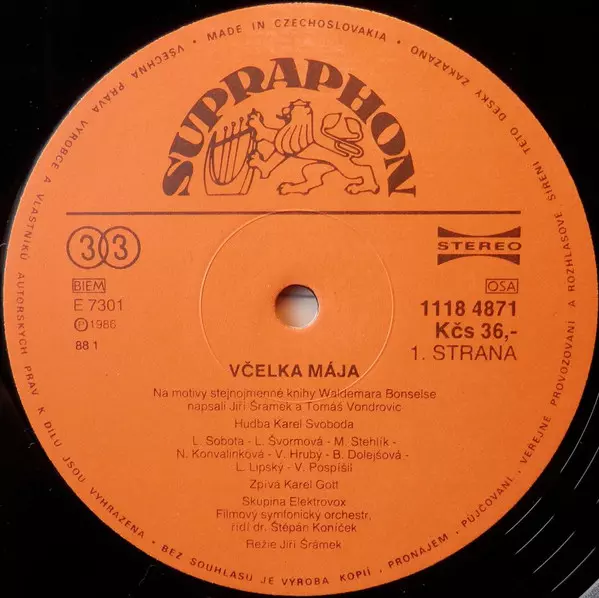 MADE IN CZECHOSLOVAKIA • ŠÍŘENÍ TÉTO DESKY ZAKÁZÁNO
VŠECHNA PRÁVA VÝROBCE A VLASTNÍKŮ AUTORSKÝCH PRÁV K DÍLU JSOU VYHRAZENA • BEZ SOUHLASU JE VÝROBA KOPIÍ, PRONÁJEM, PŮJČOVÁNÍ, VEŘEJNÉ PROVOZOVÁNÍ A ROZHLASOVÉ
SUPRAPHON
33
STEREO
BIEM
OSA
E 7301
1118 4871
℗ 1986
Kčs 36,-
88 1
1. STRANA
VČELKA MÁJA
Na motivy stejnojmenné knihy Waldemara Bonselse
napsali Jiří Šrámek a Tomáš Vondrovic
Hudba Karel Svoboda
L. Sobota - L. Švormová - M. Stehlík -
N. Konvalinková - V. Hrubý - B. Dolejšová -
L. Lipský - V. Pospíšil
Zpívá Karel Gott
Skupina Elektrovox
Filmový symfonický orchestr,
řídí dr. Štěpán Koníček
Režie Jiří Šrámek